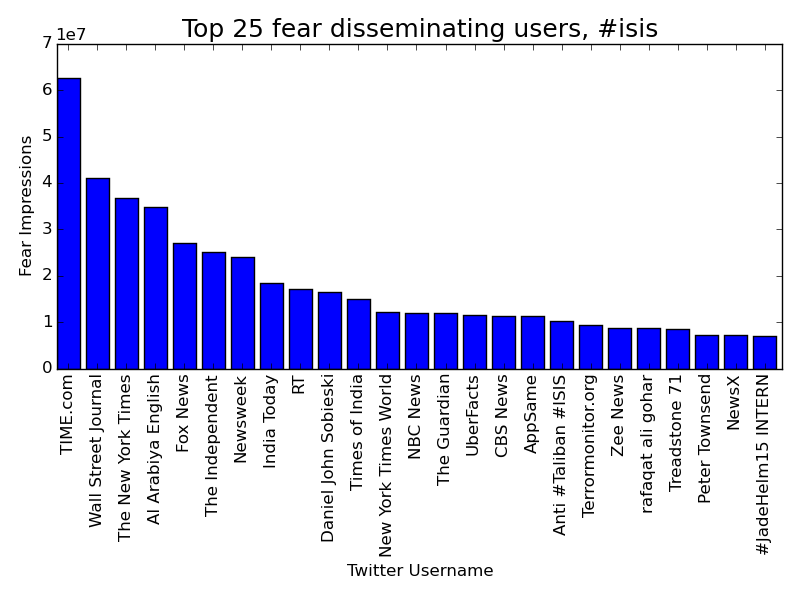 Top 25 fear disseminating users, #isis
1e7
7
6
5
4
3
2
1
0
Fear Impressions
TIME.com
Wall Street Journal
The New York Times
Al Arabiya English
Fox News
The Independent
Newsweek
India Today
RT
Daniel John Sobieski
Times of India
New York Times World
NBC News
The Guardian
UberFacts
CBS News
AppSame
Anti #Taliban #ISIS
Terrormonitor.org
Zee News
rafaqat ali gohar
Treadstone 71
Peter Townsend
NewsX
#JadeHelm15 INTERN
Twitter Username